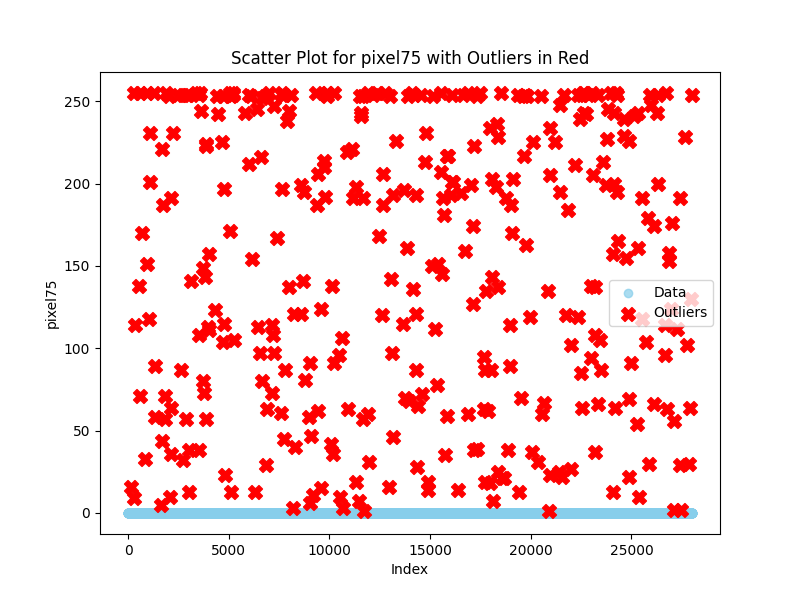 Scatter Plot for pixel75 with Outliers in Red
250
200
150
100
50
0
pixel75
Data
Outliers
0
5000
10000
15000
20000
25000
Index